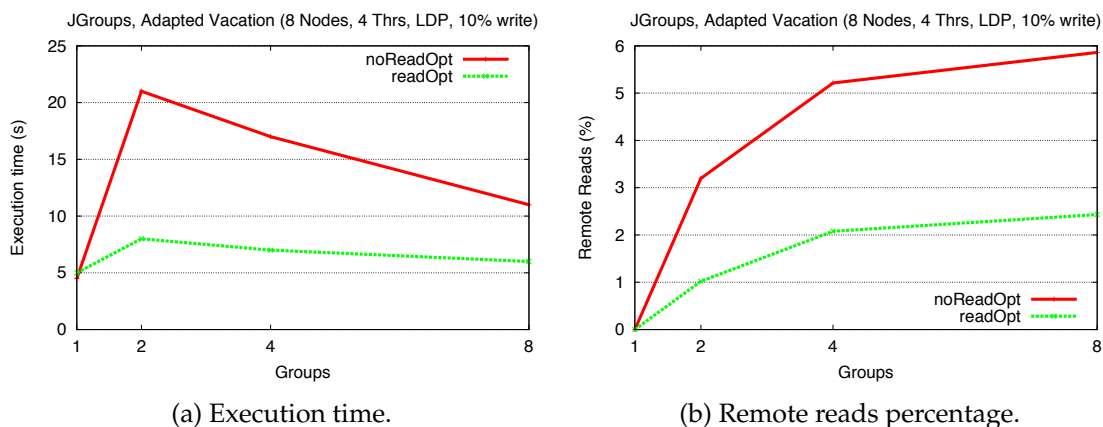 JGroups, Adapted Vacation (8 Nodes, 4 Thrs, LDP, 10% write)
25
20
15
10
5
0
Execution time (s)
noReadOpt
readOpt
1 2 4 8
Groups
(a) Execution time.
JGroups, Adapted Vacation (8 Nodes, 4 Thrs, LDP, 10% write)
6
5
4
3
2
1
0
Remote Reads (%)
noReadOpt
readOpt
1 2 4 8
Groups
(b) Remote reads percentage.